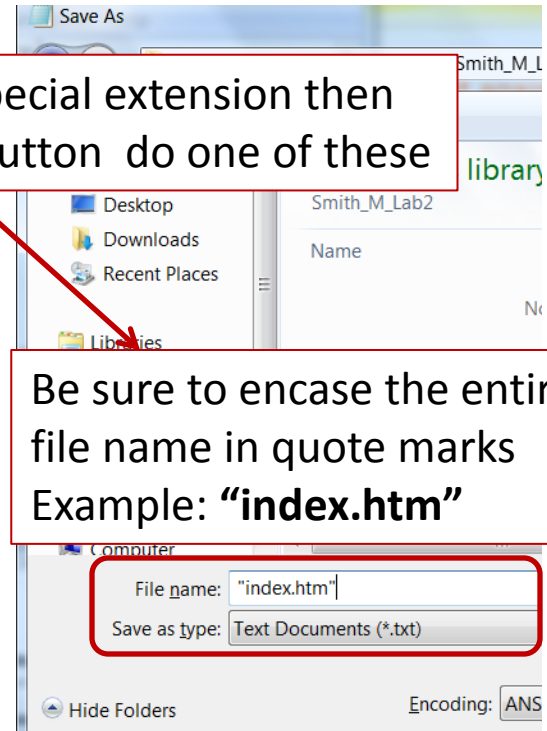 Save As
Smith_M_L
pecial extension then
utton do one of these
library
Desktop
Smith_M_Lab2
Downloads
Name
Recent Places
Libraries
Be sure to encase the entir
file name in quote marks
Example: “index.htm”
Computer
File name: "index.htm"
Save as type: Text Documents (*.txt)
Hide Folders
Encoding: ANS